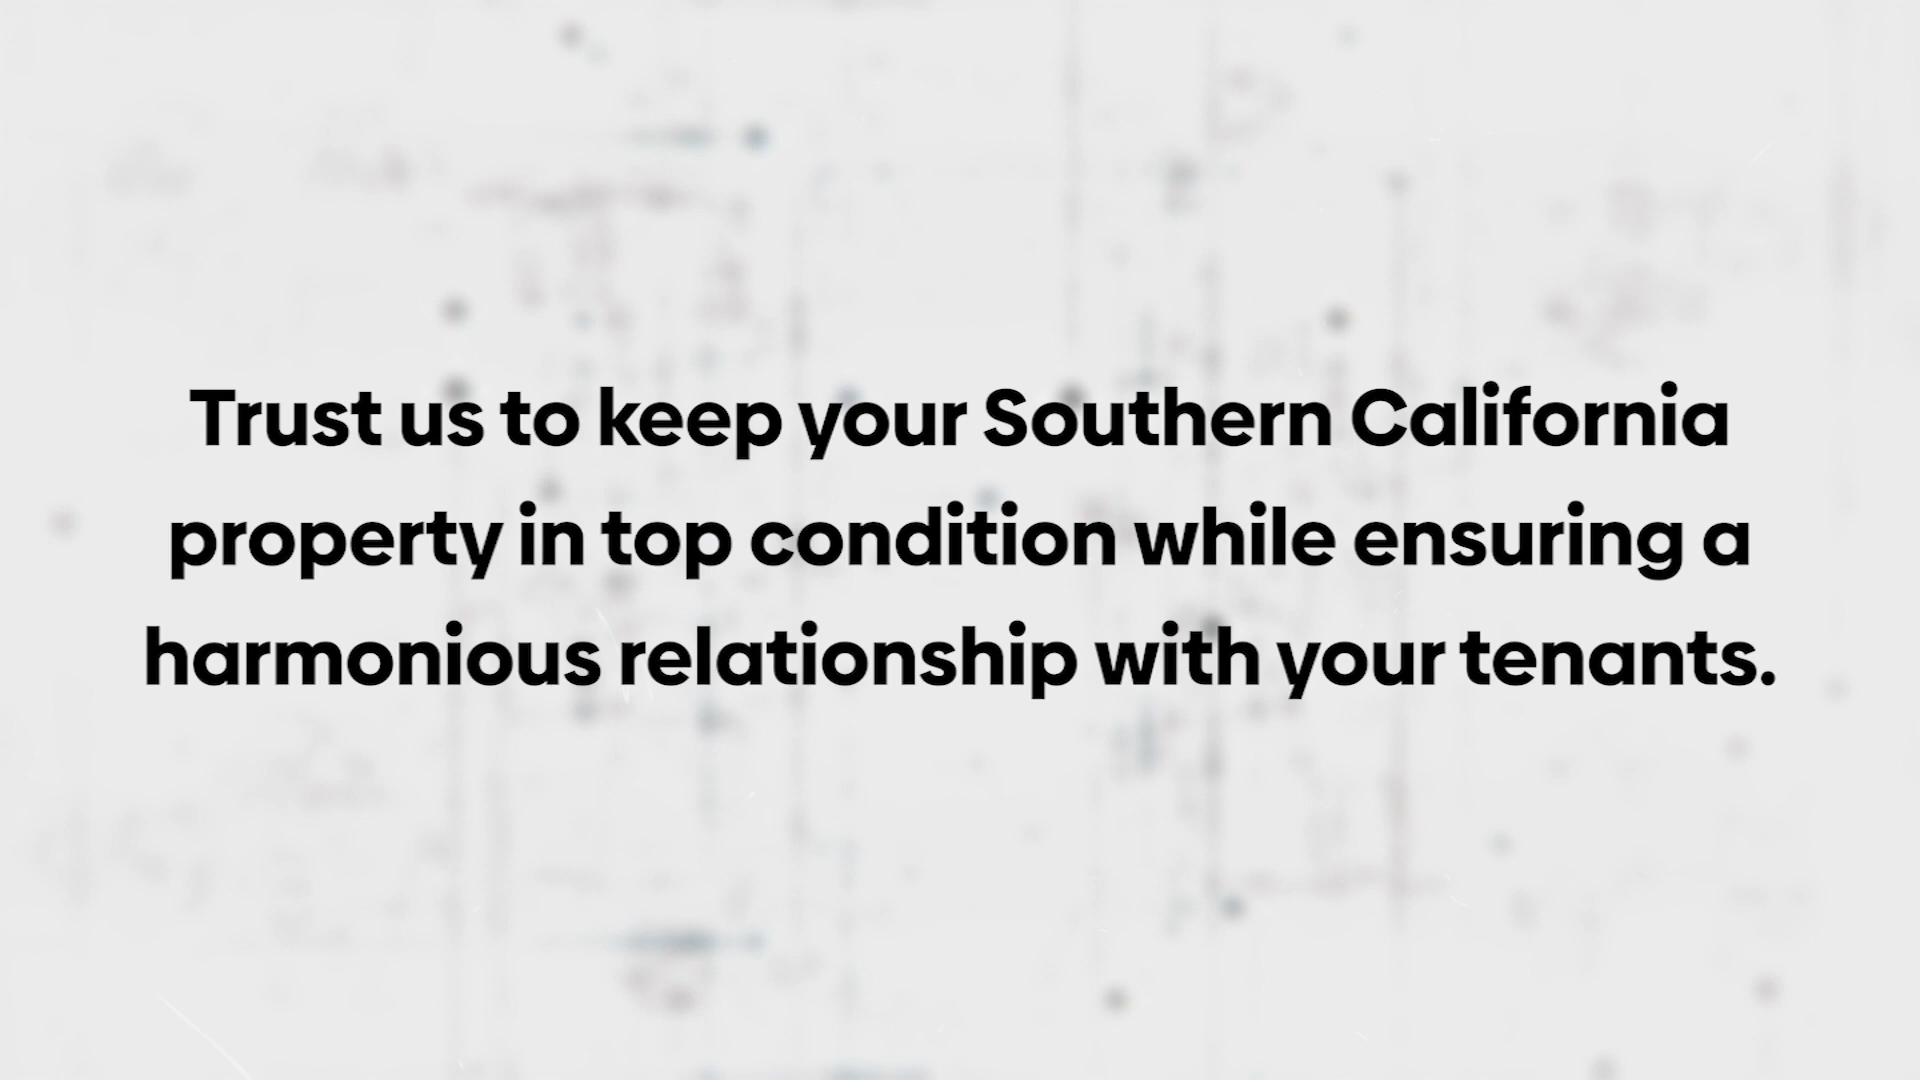 Trust us to keep your Southern California
property in top condition while ensuring a
harmonious relationship with your tenants.